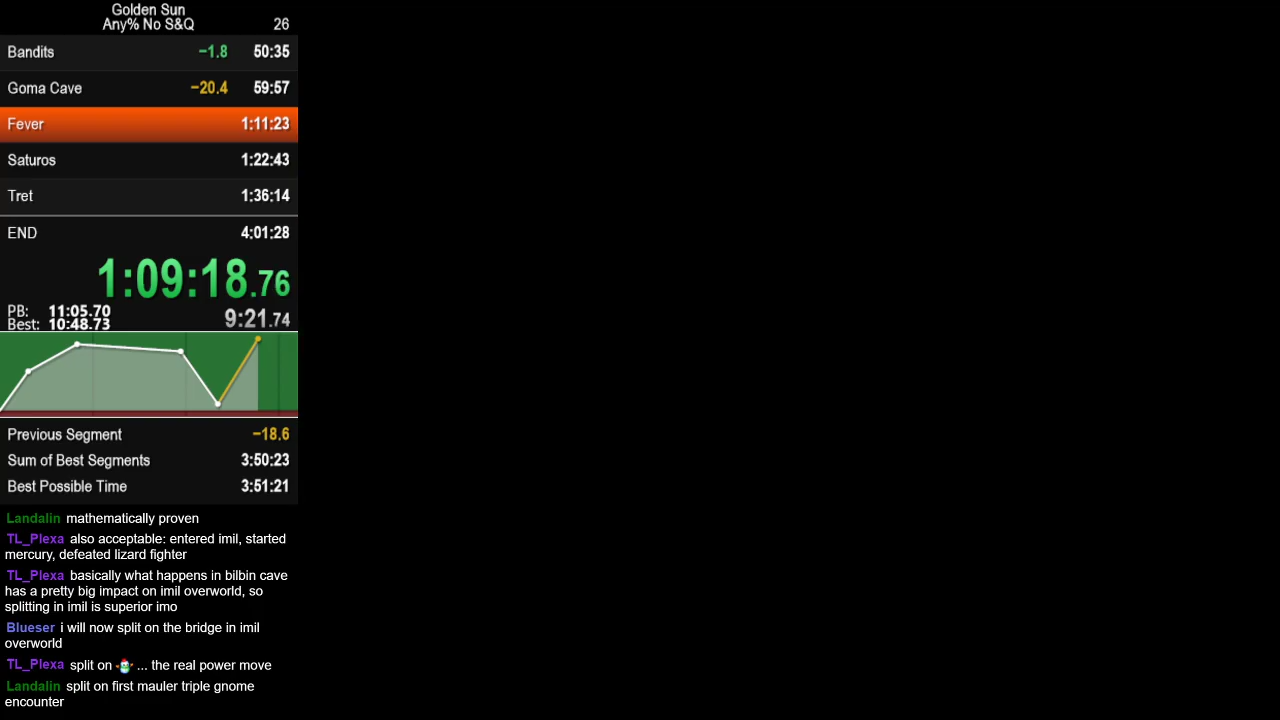 Golden Sun
Any% No S&Q 26
Bandits −1.8 50:35
Goma Cave −20.4 59:57
Fever 1:11:23
Saturos 1:22:43
Tret 1:36:14
END 4:01:28
1:09:18.76
PB: 11:05.70
Best: 10:48.73 9:21.74
Previous Segment −18.6
Sum of Best Segments 3:50:23
Best Possible Time 3:51:21
Landalin mathematically proven
TL_Plexa also acceptable: entered imil, started
mercury, defeated lizard fighter
TL_Plexa basically what happens in bilbin cave
has a pretty big impact on imil overworld, so
splitting in imil is superior imo
Blueser i will now split on the bridge in imil
overworld
TL_Plexa split on ... the real power move
Landalin split on first mauler triple gnome
encounter